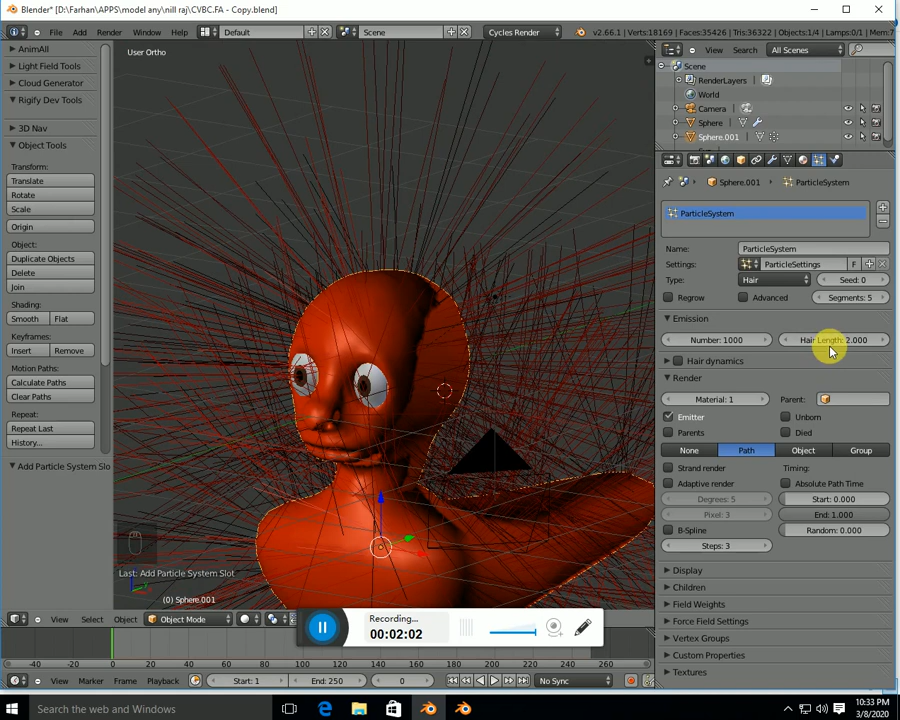 Blender* [D:\Farhan\APPS\model any\nill raj\CVBC.FA - Copy.blend]
File Add Render Window Help
Default
Scene
Cycles Render
v2.66.1 | Verts:18169 | Faces:35426 | Tris:36322 | Objects:1/4 | Lamps:0/1 | Mem:7
AnimAll
Light Field Tools
Cloud Generator
Rigify Dev Tools
3D Nav
Object Tools
Transform:
Translate
Rotate
Scale
Origin
Object:
Duplicate Objects
Delete
Join
Shading:
Smooth Flat
Keyframes:
Insert Remove
Motion Paths:
Calculate Paths
Clear Paths
Repeat:
Repeat Last
History...
Add Particle System Slo
User Ortho
Last: Add Particle System Slot
(0) Sphere.001
View Select Object
Object Mode
Recording...
00:02:02
View Search All Scenes
Scene
RenderLayers
World
Camera
Sphere
Sphere.001
Sphere.001 ParticleSystem
ParticleSystem
Name: ParticleSystem
Settings: ParticleSettings F
Type: Hair Seed: 0
Regrow Advanced Segments: 5
Emission
Number: 1000 Hair Length: 2.000
Hair dynamics
Render
Material: 1 Parent:
Emitter Unborn
Parents Died
None Path Object Group
Strand render Timing:
Adaptive render Absolute Path Time
Degrees: 5 Start: 0.000
Pixel: 3 End: 1.000
B-Spline Random: 0.000
Steps: 3
Display
Children
Field Weights
Force Field Settings
Vertex Groups
Custom Properties
Textures
-40 -20 0 20 40 60 80 100 120 140 160 180 200 220 240 260
View Marker Frame Playback Start: 1 End: 250 0 No Sync
Search the web and Windows
10:33 PM
3/8/2020